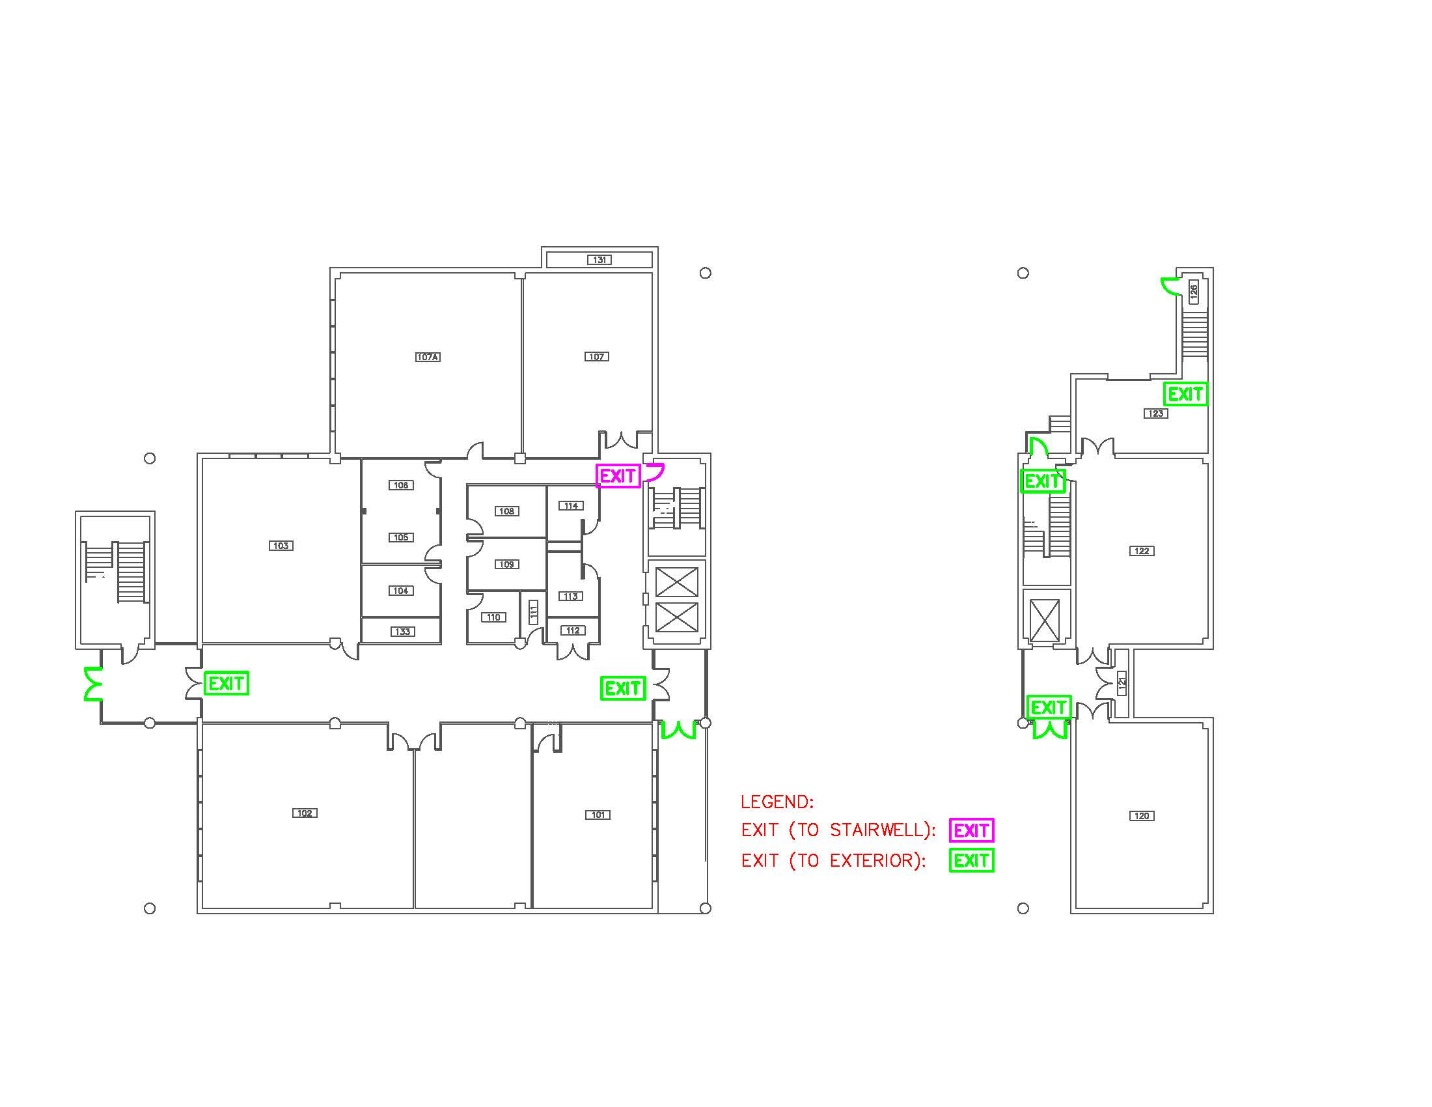 131
126
107A
107
EXIT
123
EXIT
106
EXIT
108
114
105
103
122
109
104
113
110
111
112
133
EXIT
EXIT
121
EXIT
102
101
120
LEGEND:
EXIT (TO STAIRWELL): EXIT
EXIT (TO EXTERIOR): EXIT